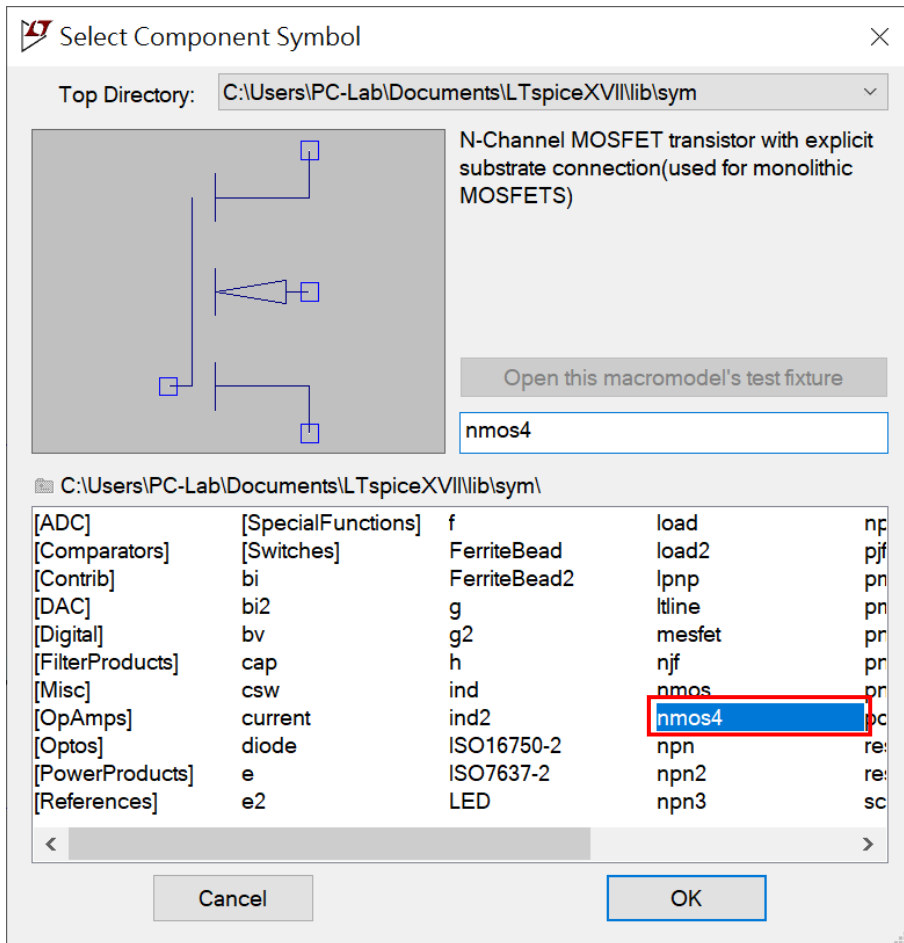 Select Component Symbol
Top Directory: C:\Users\PC-Lab\Documents\LTspiceXVII\lib\sym
N-Channel MOSFET transistor with explicit
substrate connection(used for monolithic
MOSFETS)
Open this macromodel's test fixture
nmos4
C:\Users\PC-Lab\Documents\LTspiceXVII\lib\sym\
[ADC] [SpecialFunctions] f load
[Comparators] [Switches] FerriteBead load2
[Contrib] bi FerriteBead2 lpnp
[DAC] bi2 g ltline
[Digital] bv g2 mesfet
[FilterProducts] cap h njf
[Misc] csw ind nmos
[OpAmps] current ind2 nmos4
[Optos] diode ISO16750-2 npn
[PowerProducts] e ISO7637-2 npn2
[References] e2 LED npn3
Cancel OK